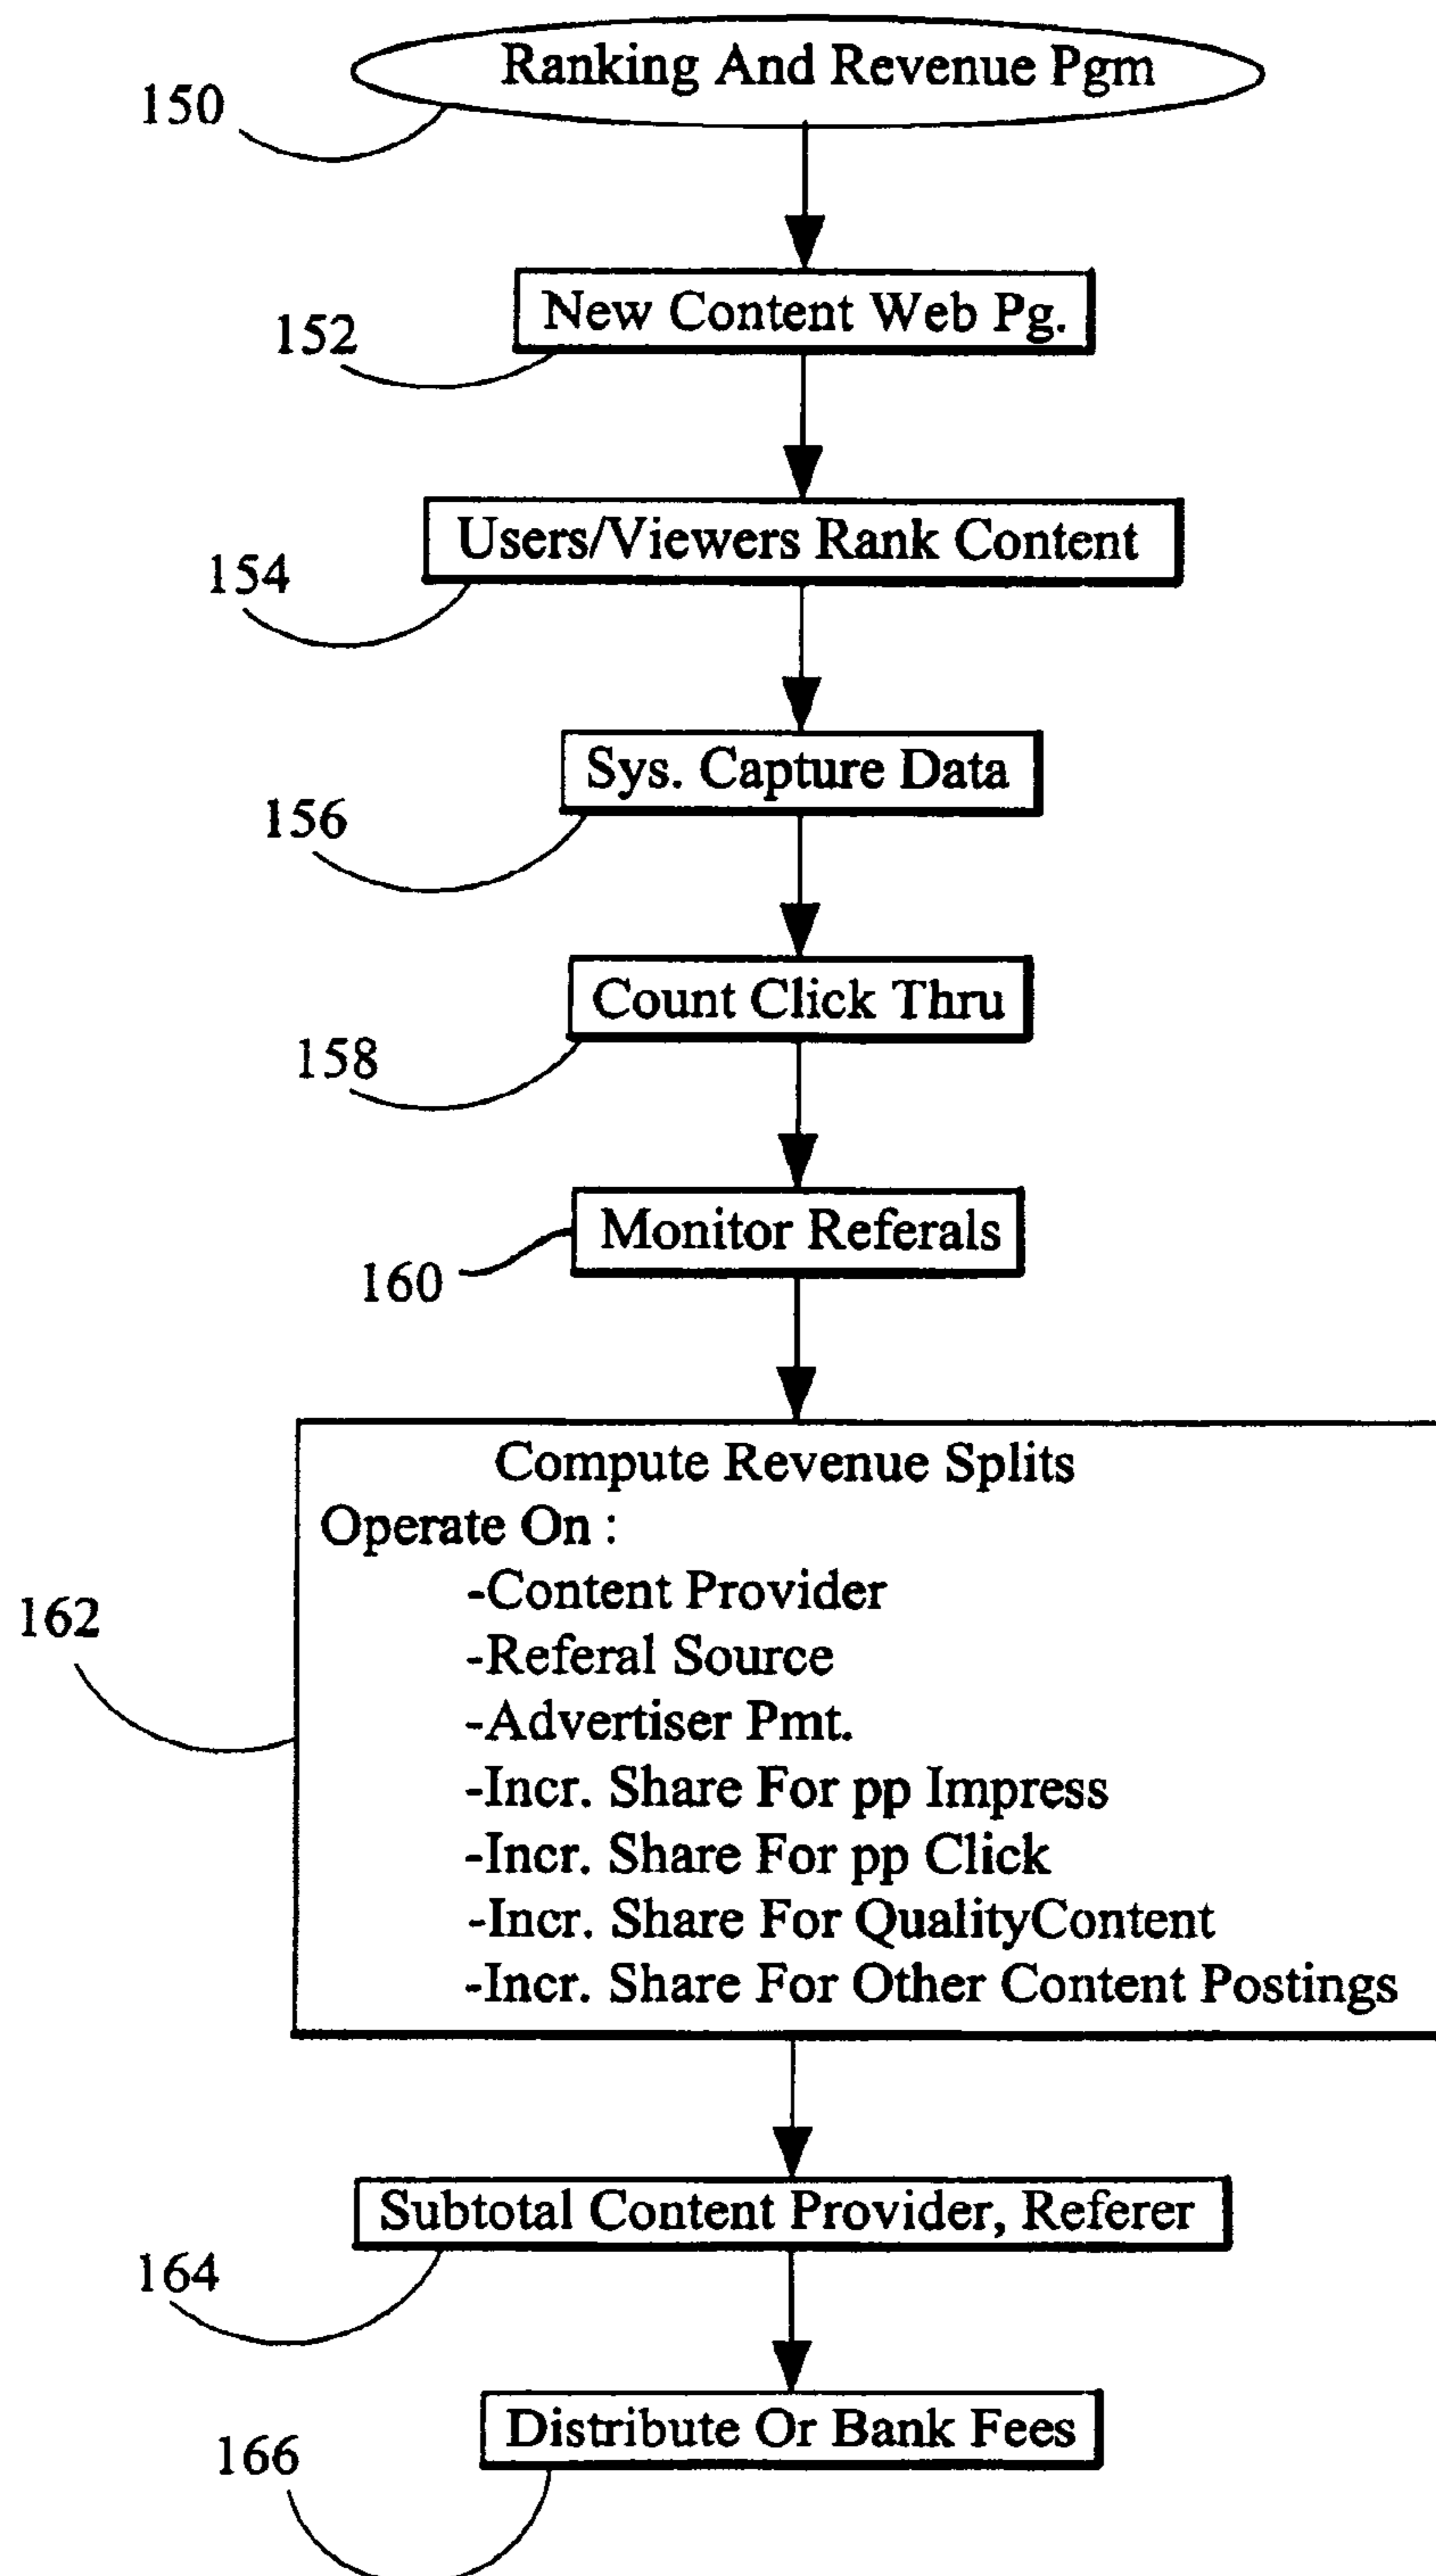 Ranking And Revenue Pgm
150
New Content Web Pg.
152
Users/Viewers Rank Content
154
Sys. Capture Data
156
Count Click Thru
158
Monitor Referals
160
Compute Revenue Splits
Operate On :
-Content Provider
-Referal Source
-Advertiser Pmt.
-Incr. Share For pp Impress
-Incr. Share For pp Click
-Incr. Share For QualityContent
-Incr. Share For Other Content Postings
162
Subtotal Content Provider, Referer
164
Distribute Or Bank Fees
166